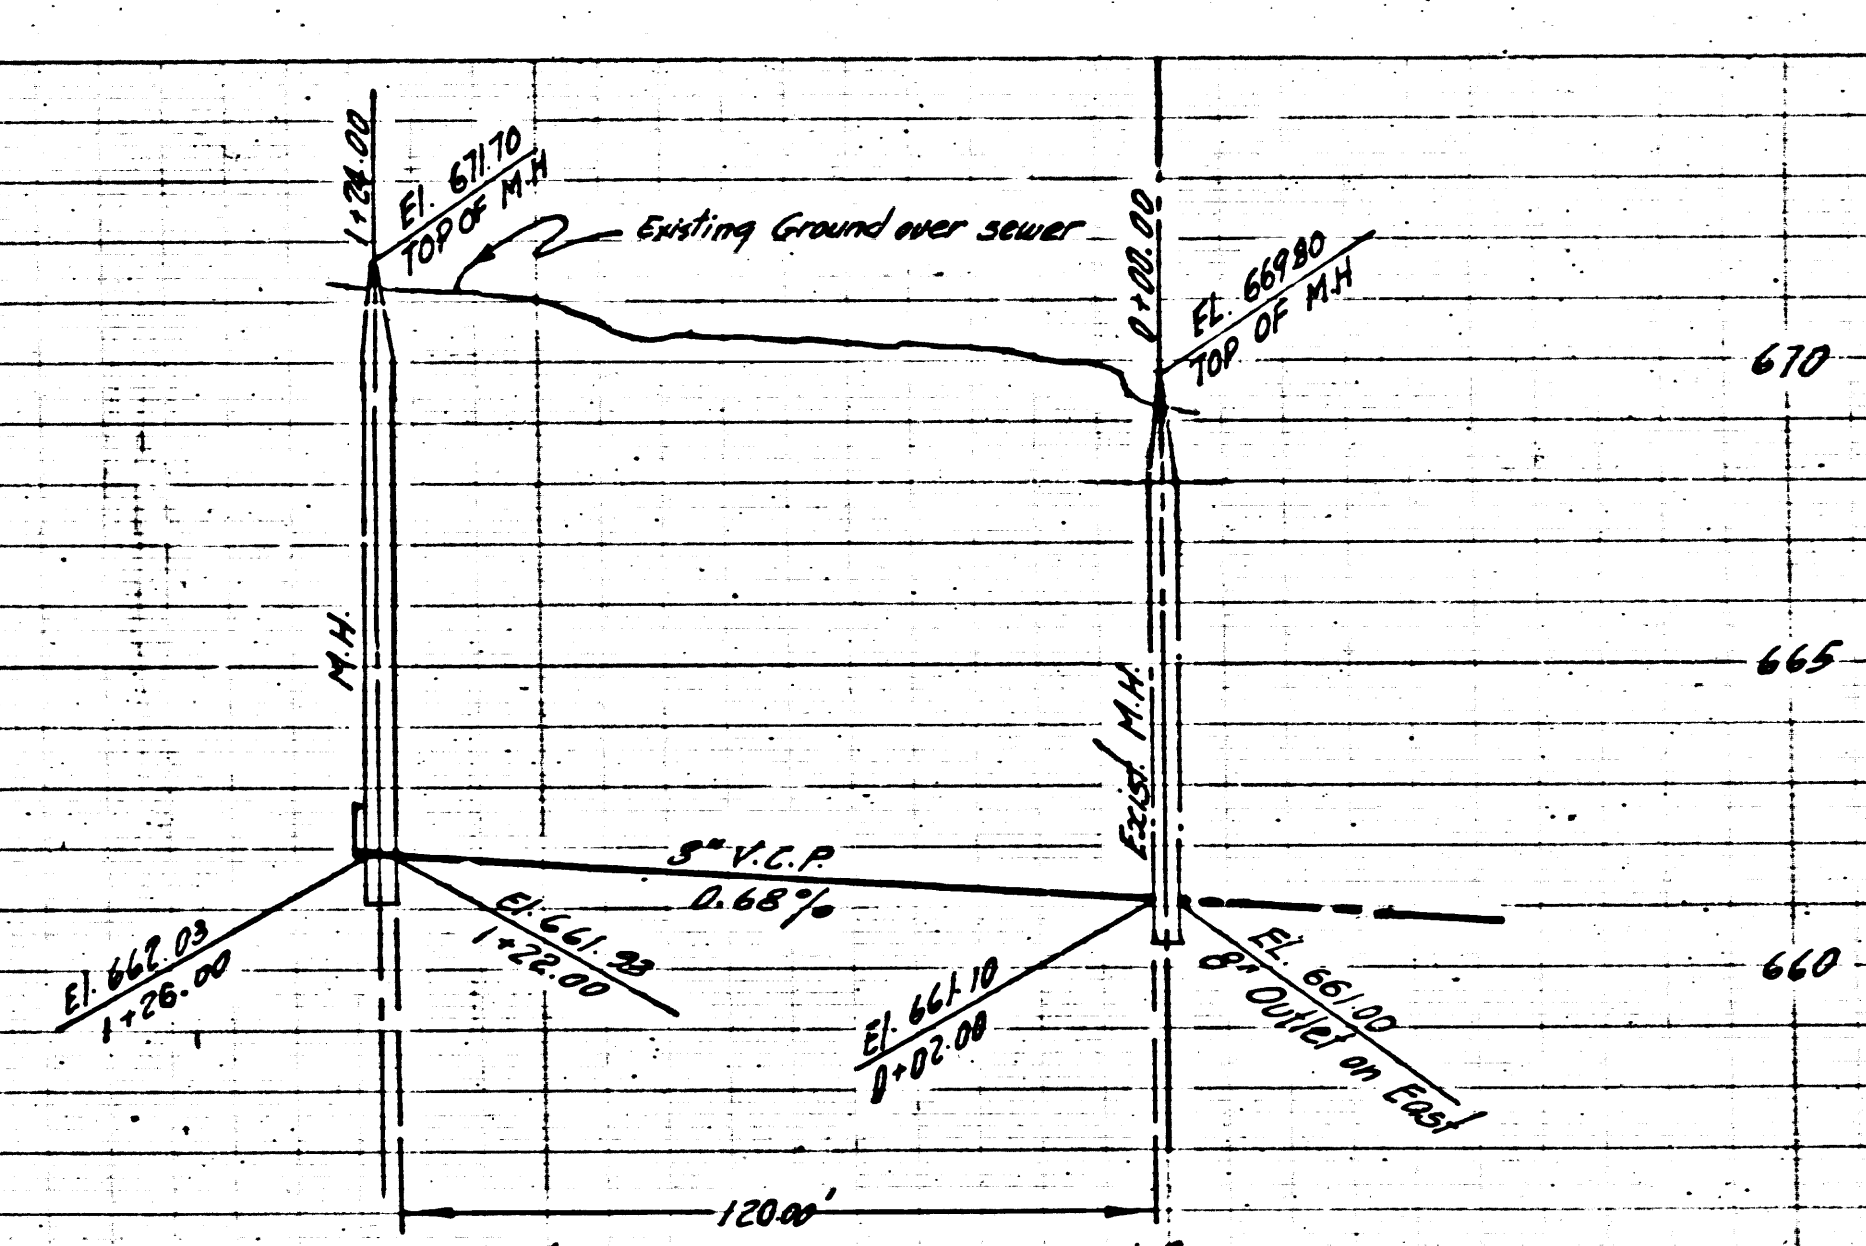 1+24.00
El. 671.70
TOP OF M.H
Existing Ground over sewer
0+00.00
EL. 669.80
TOP OF M.H
670
665
660
M.H.
Exist. M.H.
8" V.C.P.
0.68%
El. 662.03
1+26.00
El. 661.93
1+22.00
El. 661.10
0+02.00
EL. 661.00
8" Outlet on East
120.00'